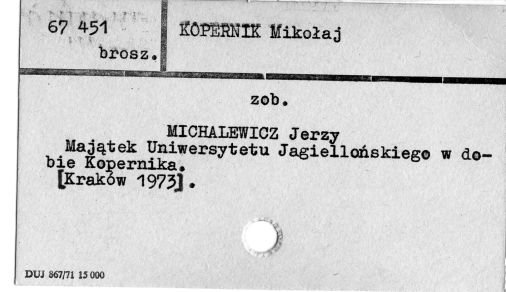 67 451
brosz.
KOPERNIK Mikołaj
zob.
MICHALEWICZ Jerzy
Majątek Uniwersytetu Jagiellońskiego w do-
bie Kopernika.
[Kraków 1973].
DUJ 867/71 15 000